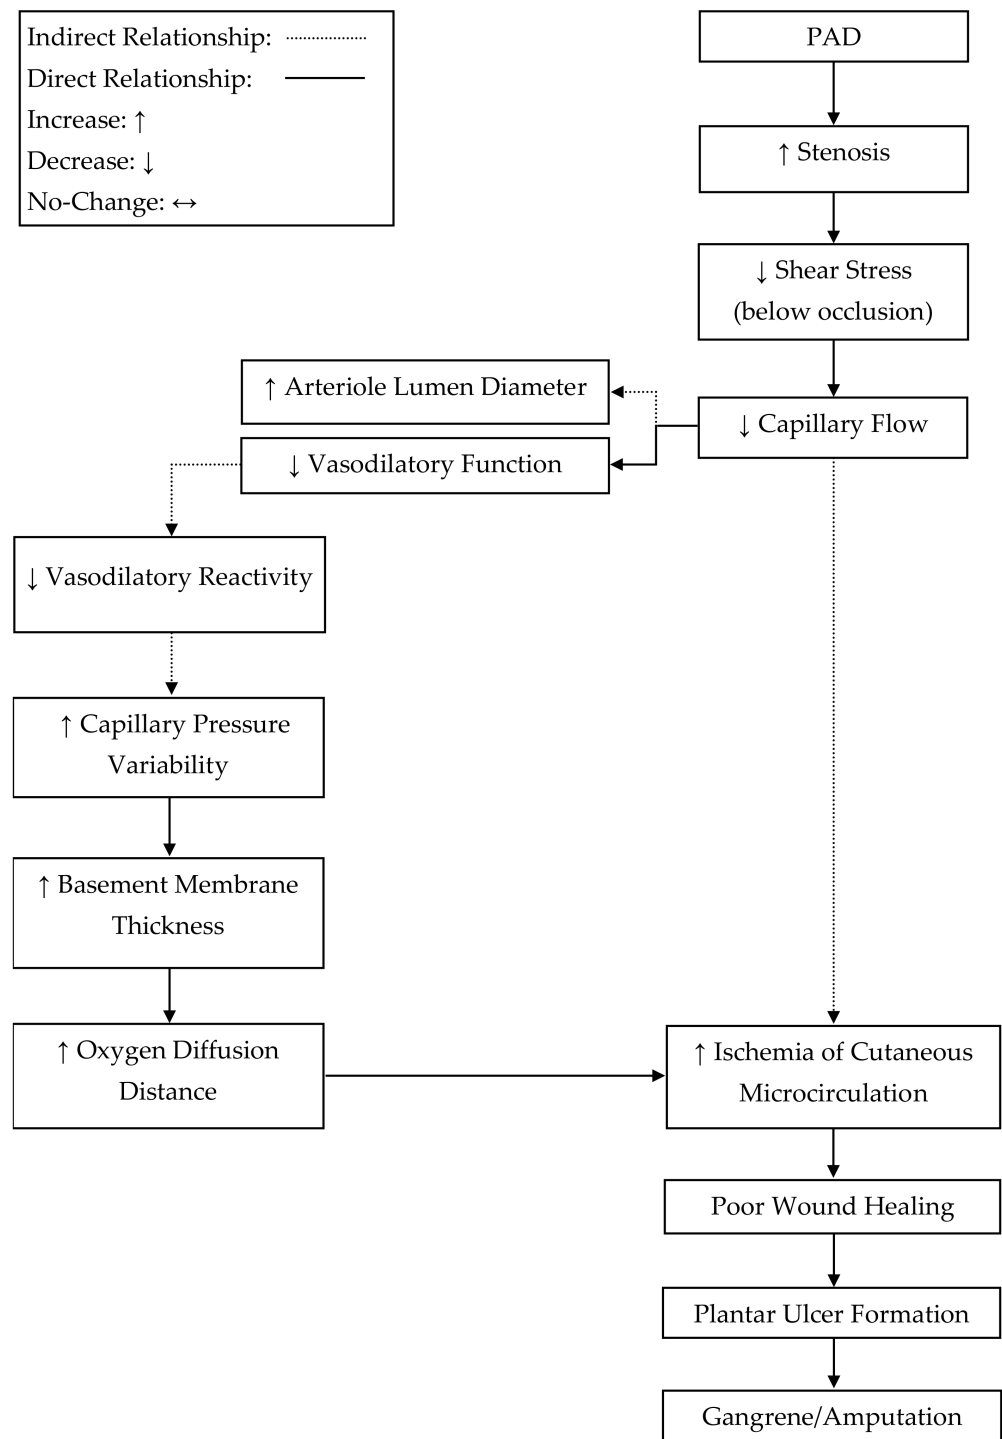 Indirect Relationship:
Direct Relationship:
Increase: ↑
Decrease: ↓
No-Change: ↔
PAD
↑ Stenosis
↓ Shear Stress
(below occlusion)
↑ Arteriole Lumen Diameter
↓ Capillary Flow
↓ Vasodilatory Function
↓ Vasodilatory Reactivity
↑ Capillary Pressure
Variability
↑ Basement Membrane
Thickness
↑ Oxygen Diffusion
Distance
↑ Ischemia of Cutaneous
Microcirculation
Poor Wound Healing
Plantar Ulcer Formation
Gangrene/Amputation